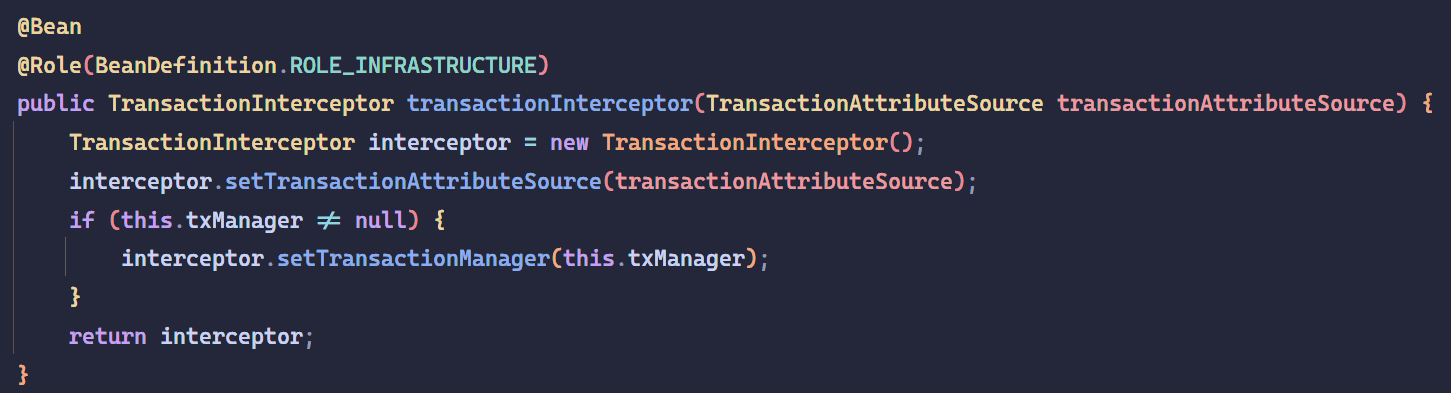 @Bean
@Role(BeanDefinition.ROLE_INFRASTRUCTURE)
public TransactionInterceptor transactionInterceptor(TransactionAttributeSource transactionAttributeSource) {
    TransactionInterceptor interceptor = new TransactionInterceptor();
    interceptor.setTransactionAttributeSource(transactionAttributeSource);
    if (this.txManager != null) {
        interceptor.setTransactionManager(this.txManager);
    }
    return interceptor;
}